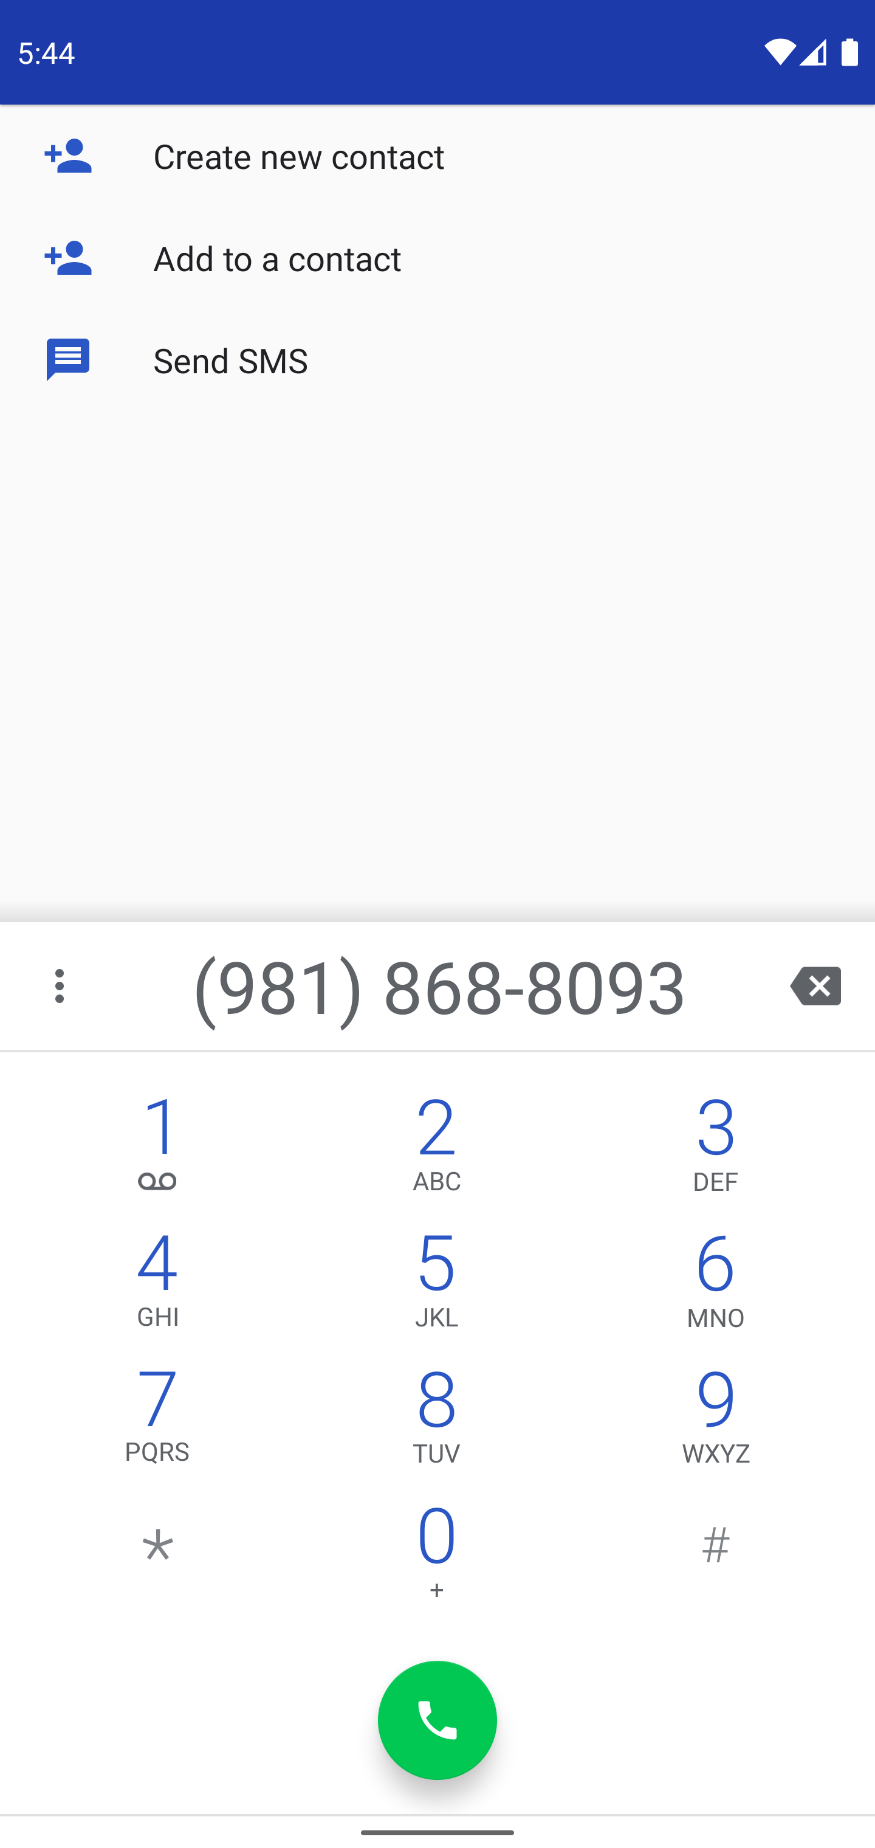 5:44
Create new contact
Add to a contact
Send SMS
(981) 868-8093
1 2 3
ABC DEF
4 5 6
GHI JKL MNO
7 8 9
PQRS TUV WXYZ
* 0 #
+